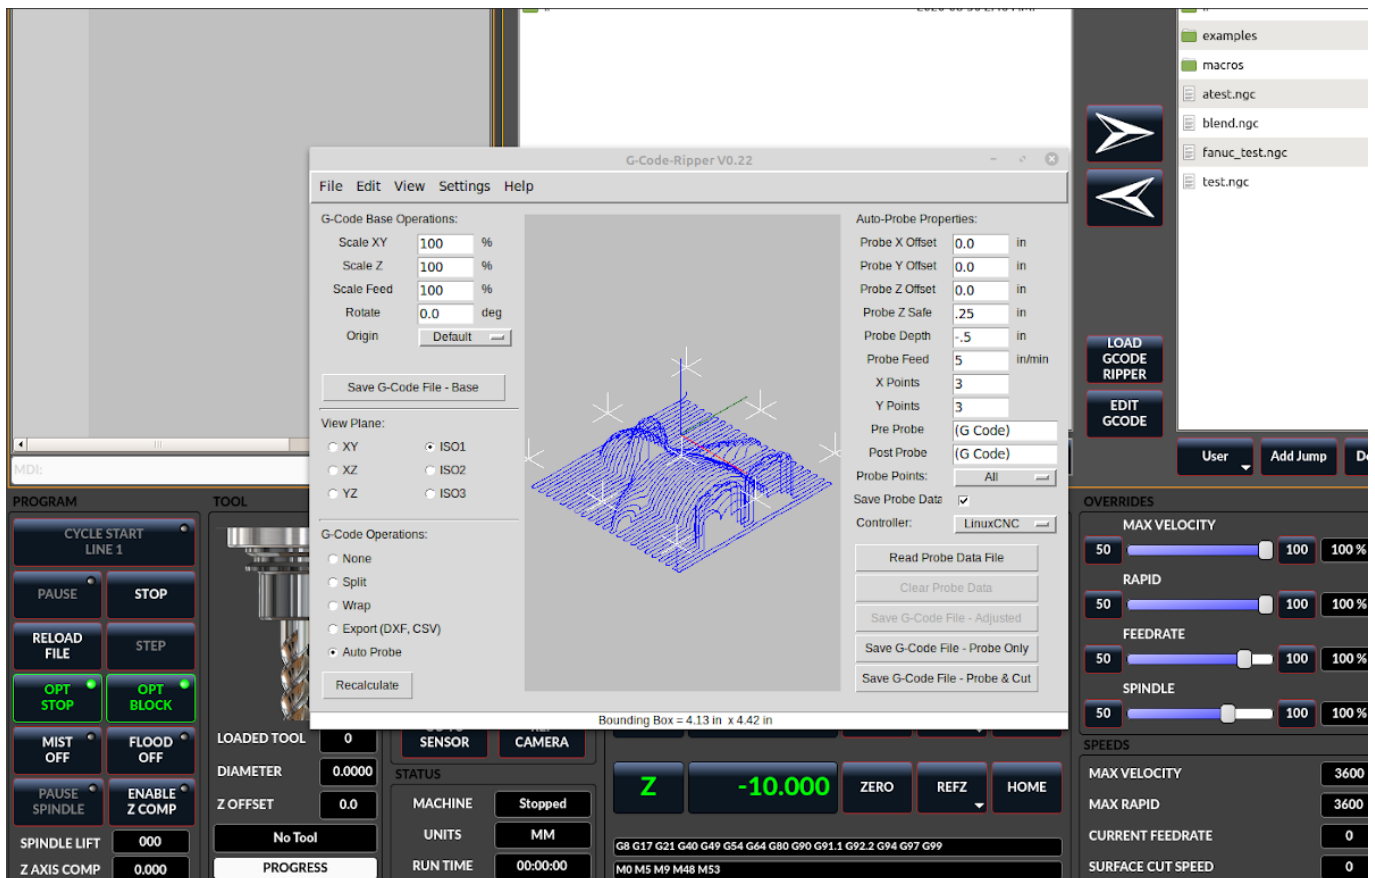 examples
macros
atest.ngc
blend.ngc
fanuc_test.ngc
test.ngc
G-Code-Ripper V0.22
File Edit View Settings Help
G-Code Base Operations:
Scale XY 100 %
Scale Z 100 %
Scale Feed 100 %
Rotate 0.0 deg
Origin Default
Save G-Code File - Base
View Plane:
XY ISO1
XZ ISO2
YZ ISO3
G-Code Operations:
None
Split
Wrap
Export (DXF, CSV)
Auto Probe
Recalculate
Auto-Probe Properties:
Probe X Offset 0.0 in
Probe Y Offset 0.0 in
Probe Z Offset 0.0 in
Probe Z Safe .25 in
Probe Depth -.5 in
Probe Feed 5 in/min
X Points 3
Y Points 3
Pre Probe (G Code)
Post Probe (G Code)
Probe Points: All
Save Probe Data
Controller: LinuxCNC
Read Probe Data File
Clear Probe Data
Save G-Code File - Adjusted
Save G-Code File - Probe Only
Save G-Code File - Probe & Cut
Bounding Box = 4.13 in x 4.42 in
LOAD
GCODE
RIPPER
EDIT
GCODE
User Add Jump
MDI:
PROGRAM
CYCLE START
LINE 1
PAUSE STOP
RELOAD
FILE
STEP
OPT
STOP
OPT
BLOCK
MIST
OFF
FLOOD
OFF
PAUSE
SPINDLE
ENABLE
Z COMP
SPINDLE LIFT 000
Z AXIS COMP 0.000
TOOL
LOADED TOOL 0
DIAMETER 0.0000
Z OFFSET 0.0
No Tool
PROGRESS
SENSOR
CAMERA
STATUS
MACHINE Stopped
UNITS MM
RUN TIME 00:00:00
Z -10.000 ZERO REFZ HOME
G8 G17 G21 G40 G49 G54 G64 G80 G90 G91.1 G92.2 G94 G97 G99
M0 M5 M9 M48 M53
OVERRIDES
MAX VELOCITY
50 100 100 %
RAPID
50 100 100 %
FEEDRATE
50 100 100 %
SPINDLE
50 100 100 %
SPEEDS
MAX VELOCITY 3600
MAX RAPID 3600
CURRENT FEEDRATE 0
SURFACE CUT SPEED 0